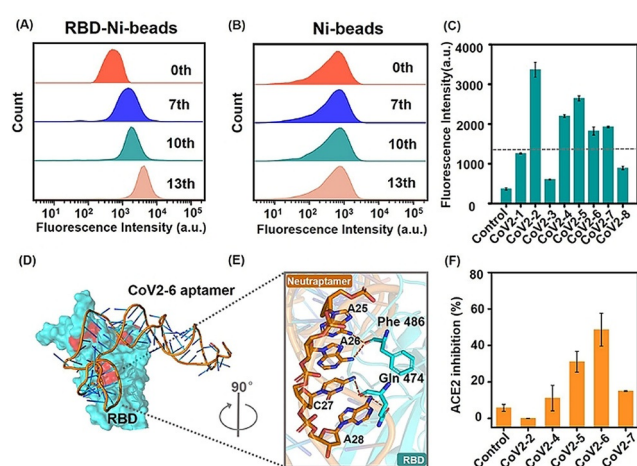 (A)
RBD-Ni-beads
Count
0th
7th
10th
13th
10¹ 10² 10³ 10⁴ 10⁵
Fluorescence Intensity (a.u.)
(B)
Ni-beads
Count
0th
7th
10th
13th
10¹ 10² 10³ 10⁴ 10⁵
Fluorescence Intensity (a.u.)
(C)
Fluorescence Intensity(a.u.)
4000
3000
2000
1000
0
Control
CoV2-1
CoV2-2
CoV2-3
CoV2-4
CoV2-5
CoV2-6
CoV2-7
CoV2-8
(D)
CoV2-6 aptamer
RBD
90°
(E)
Neutraptamer
A25
Phe 486
A26
Gln 474
C27
A28
RBD
(F)
ACE2 inhibition (%)
80
60
40
20
0
Control
CoV2-2
CoV2-4
CoV2-5
CoV2-6
CoV2-7